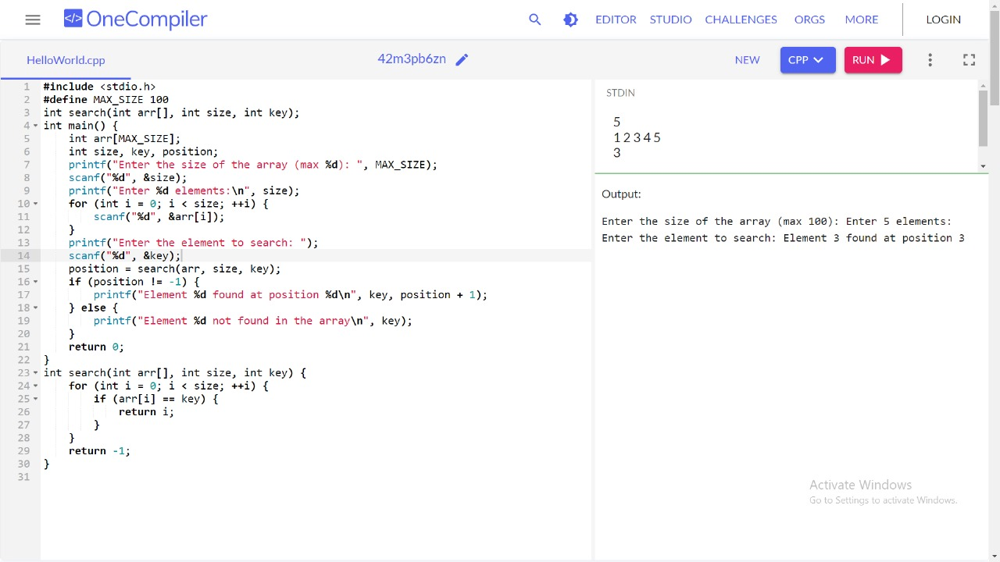 </> OneCompiler
EDITOR STUDIO CHALLENGES ORGS MORE LOGIN
HelloWorld.cpp
42m3pb6zn
NEW CPP RUN
1 #include <stdio.h>
2 #define MAX_SIZE 100
3 int search(int arr[], int size, int key);
4 int main() {
5     int arr[MAX_SIZE];
6     int size, key, position;
7     printf("Enter the size of the array (max %d): ", MAX_SIZE);
8     scanf("%d", &size);
9     printf("Enter %d elements:\n", size);
10     for (int i = 0; i < size; ++i) {
11         scanf("%d", &arr[i]);
12     }
13     printf("Enter the element to search: ");
14     scanf("%d", &key);
15     position = search(arr, size, key);
16     if (position != -1) {
17         printf("Element %d found at position %d\n", key, position + 1);
18     } else {
19         printf("Element %d not found in the array\n", key);
20     }
21     return 0;
22 }
23 int search(int arr[], int size, int key) {
24     for (int i = 0; i < size; ++i) {
25         if (arr[i] == key) {
26             return i;
27         }
28     }
29     return -1;
30 }
31
STDIN
5
1 2 3 4 5
3
Output:
Enter the size of the array (max 100): Enter 5 elements:
Enter the element to search: Element 3 found at position 3
Activate Windows
Go to Settings to activate Windows.